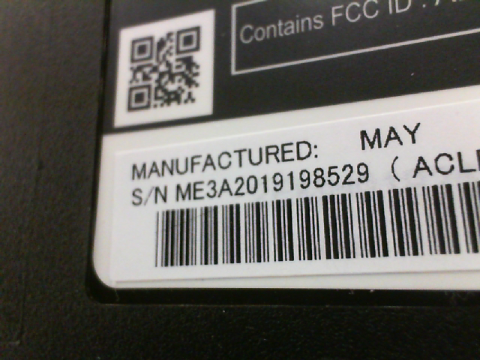 Contains FCC ID : A
MANUFACTURED: MAY
S/N ME3A2019198529 ( ACL